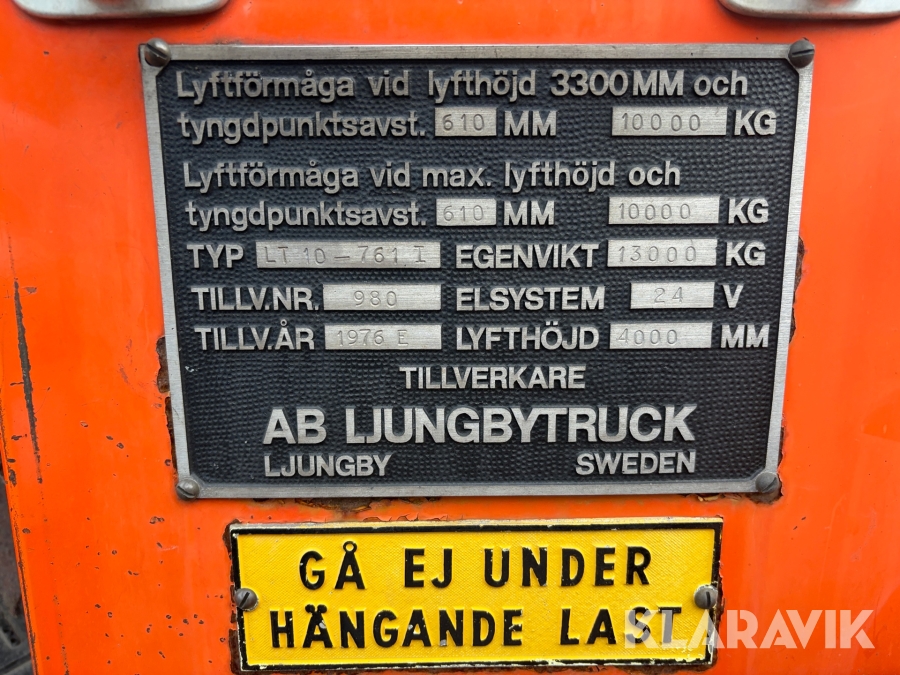 Lyftförmåga vid lyfthöjd 3300 MM och
tyngdpunktsavst. 610 MM 10000 KG
Lyftförmåga vid max. lyfthöjd och
tyngdpunktsavst. 610 MM 10000 KG
TYP LT 10-761 I EGENVIKT 13000 KG
TILLV.NR. 980 ELSYSTEM 24 V
TILLV.ÅR 1976 E LYFTHÖJD 4000 MM
TILLVERKARE
AB LJUNGBYTRUCK
LJUNGBY SWEDEN
GÅ EJ UNDER
HÄNGANDE LAST
KLARAVIK